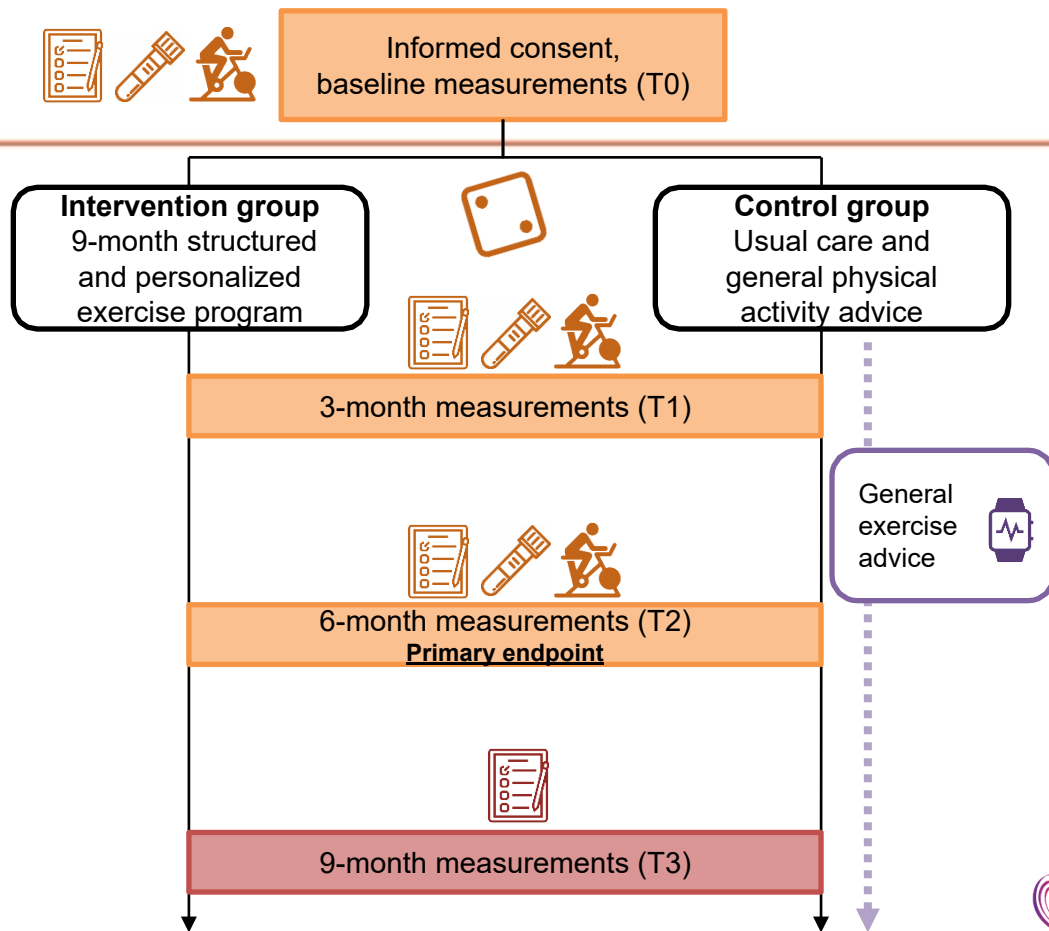 Informed consent,
baseline measurements (T0)
Intervention group
9-month structured
and personalized
exercise program
Control group
Usual care and
general physical
activity advice
3-month measurements (T1)
General
exercise
advice
6-month measurements (T2)
Primary endpoint
9-month measurements (T3)